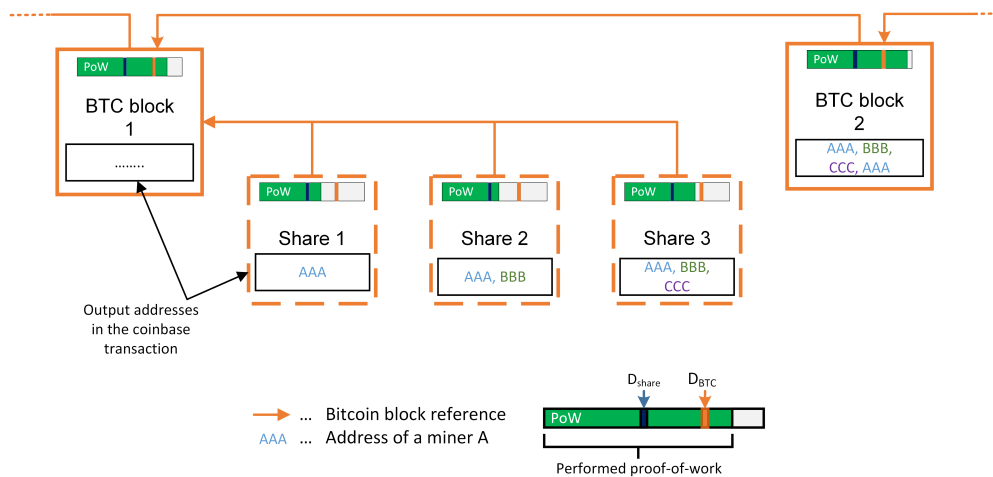 PoW
BTC block
1
........
PoW
BTC block
2
AAA, BBB,
CCC, AAA
PoW
Share 1
AAA
PoW
Share 2
AAA, BBB
PoW
Share 3
AAA, BBB,
CCC
Output addresses
in the coinbase
transaction
... Bitcoin block reference
AAA ... Address of a miner A
Dshare
DBTC
PoW
Performed proof-of-work